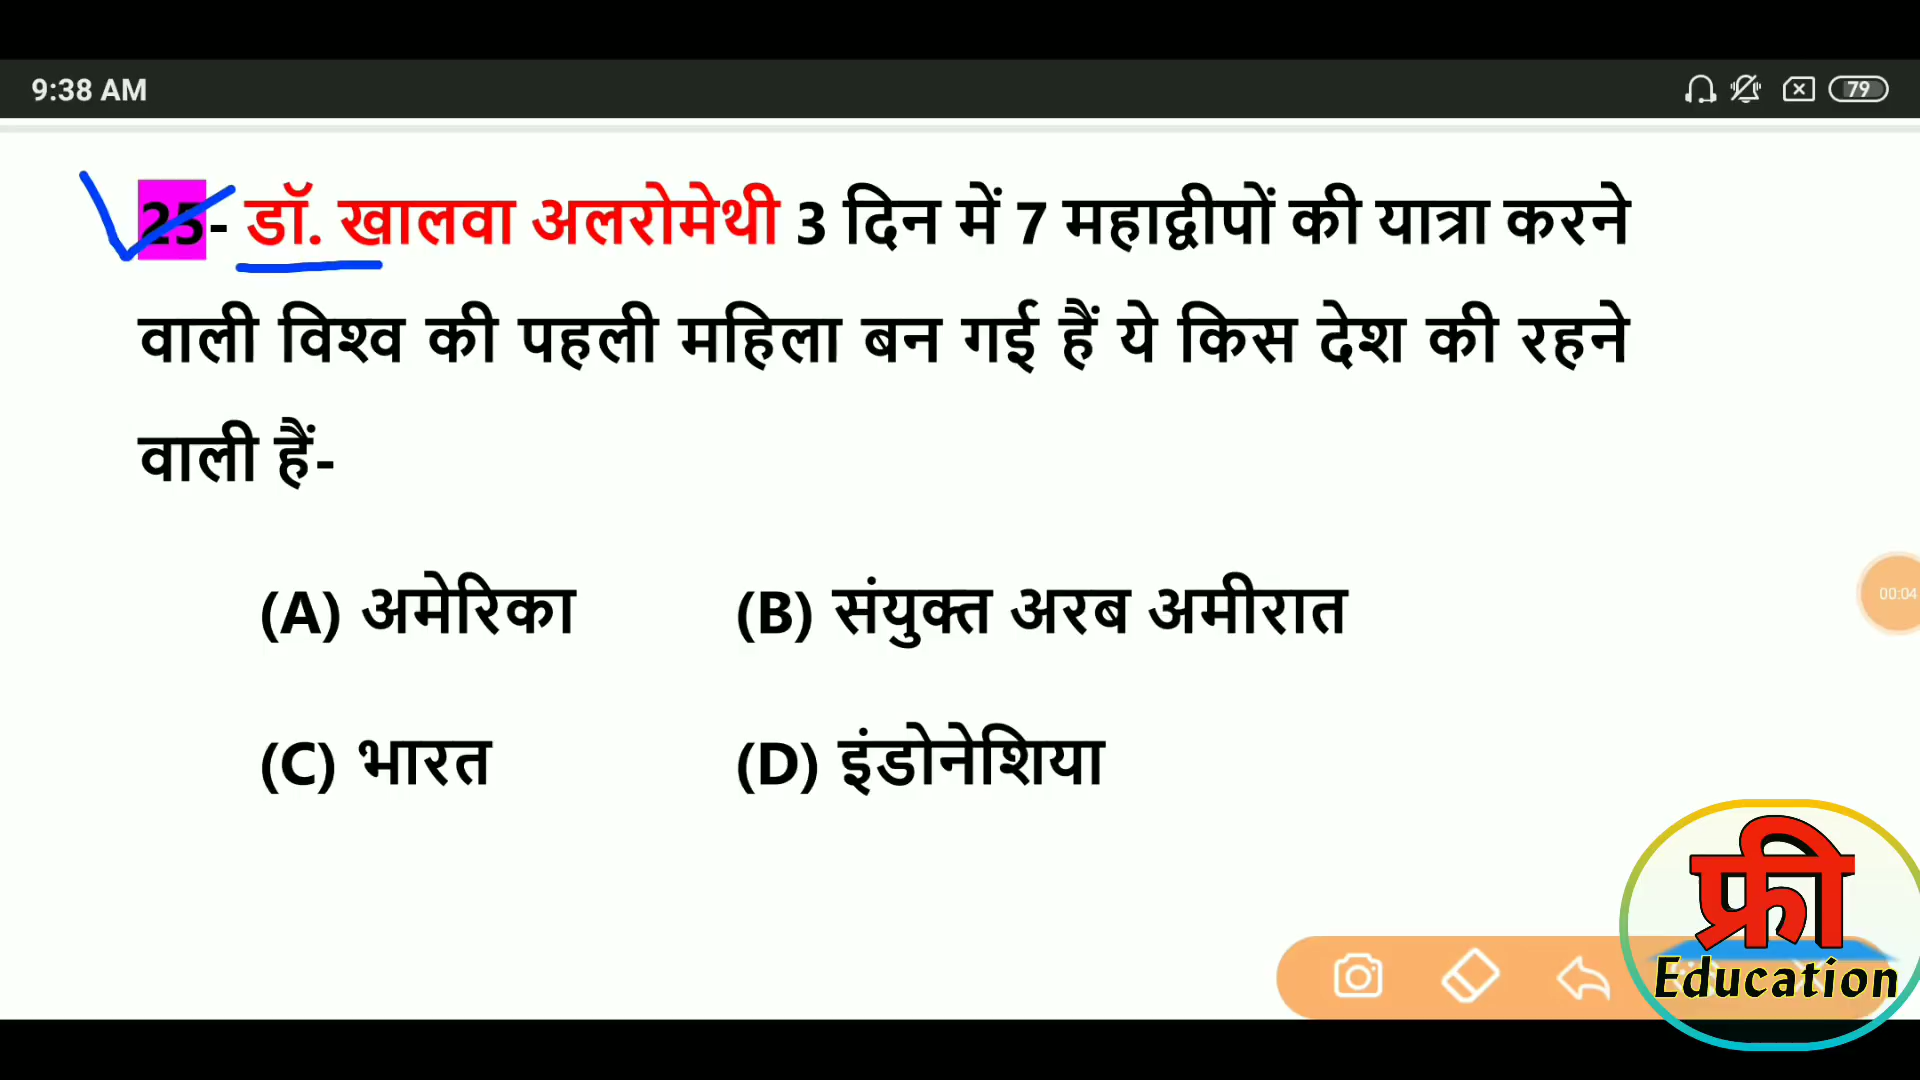 9:38 AM
79
25- डॉ. खालवा अलरोमेथी 3 दिन में 7 महाद्वीपों की यात्रा करने
वाली विश्व की पहली महिला बन गई हैं ये किस देश की रहने
वाली हैं-
(A) अमेरिका (B) संयुक्त अरब अमीरात
00:04
(C) भारत (D) इंडोनेशिया
फ्री
Education